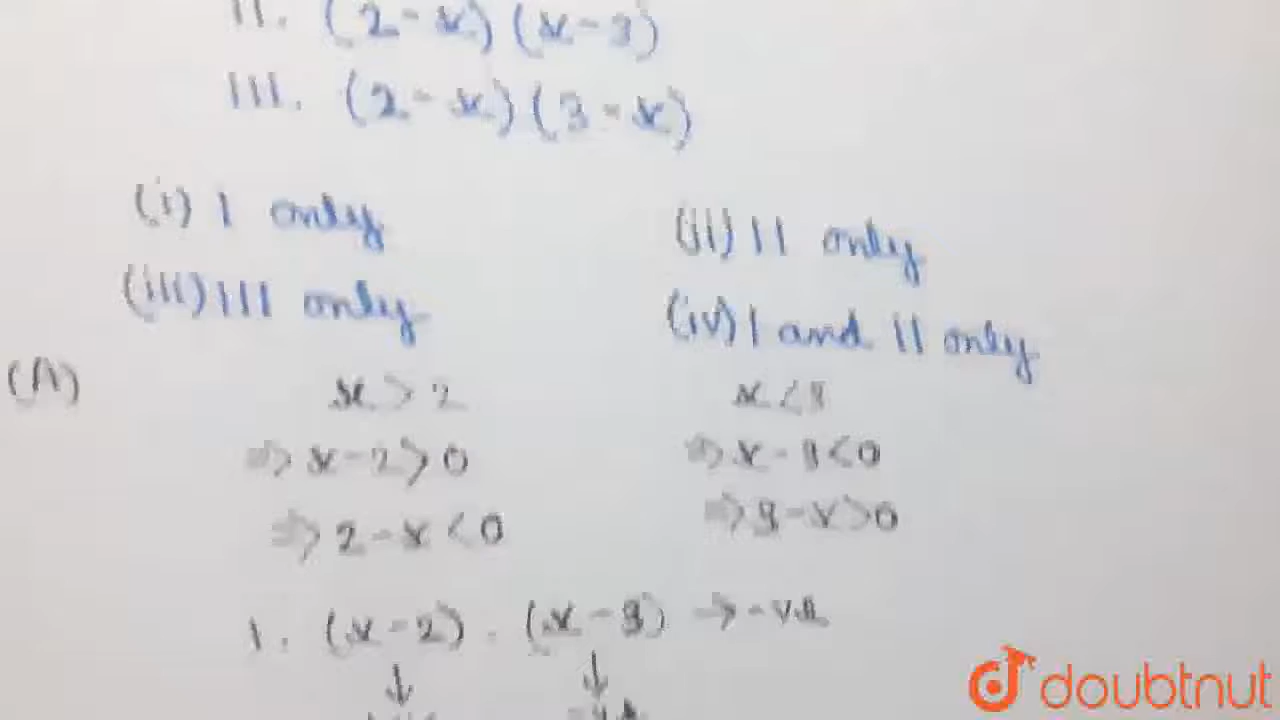 II. (2-x)(x-3)
III. (2-x)(3-x)
(i) I only (ii) II only
(iii) III only (iv) I and II only
(A) x > 2 x < 3
⇒ x-2 > 0 ⇒ x-3 < 0
⇒ 2-x < 0 ⇒ 3-x > 0
I. (x-2) . (x-3) → -ve
↓ ↓
doubtnut